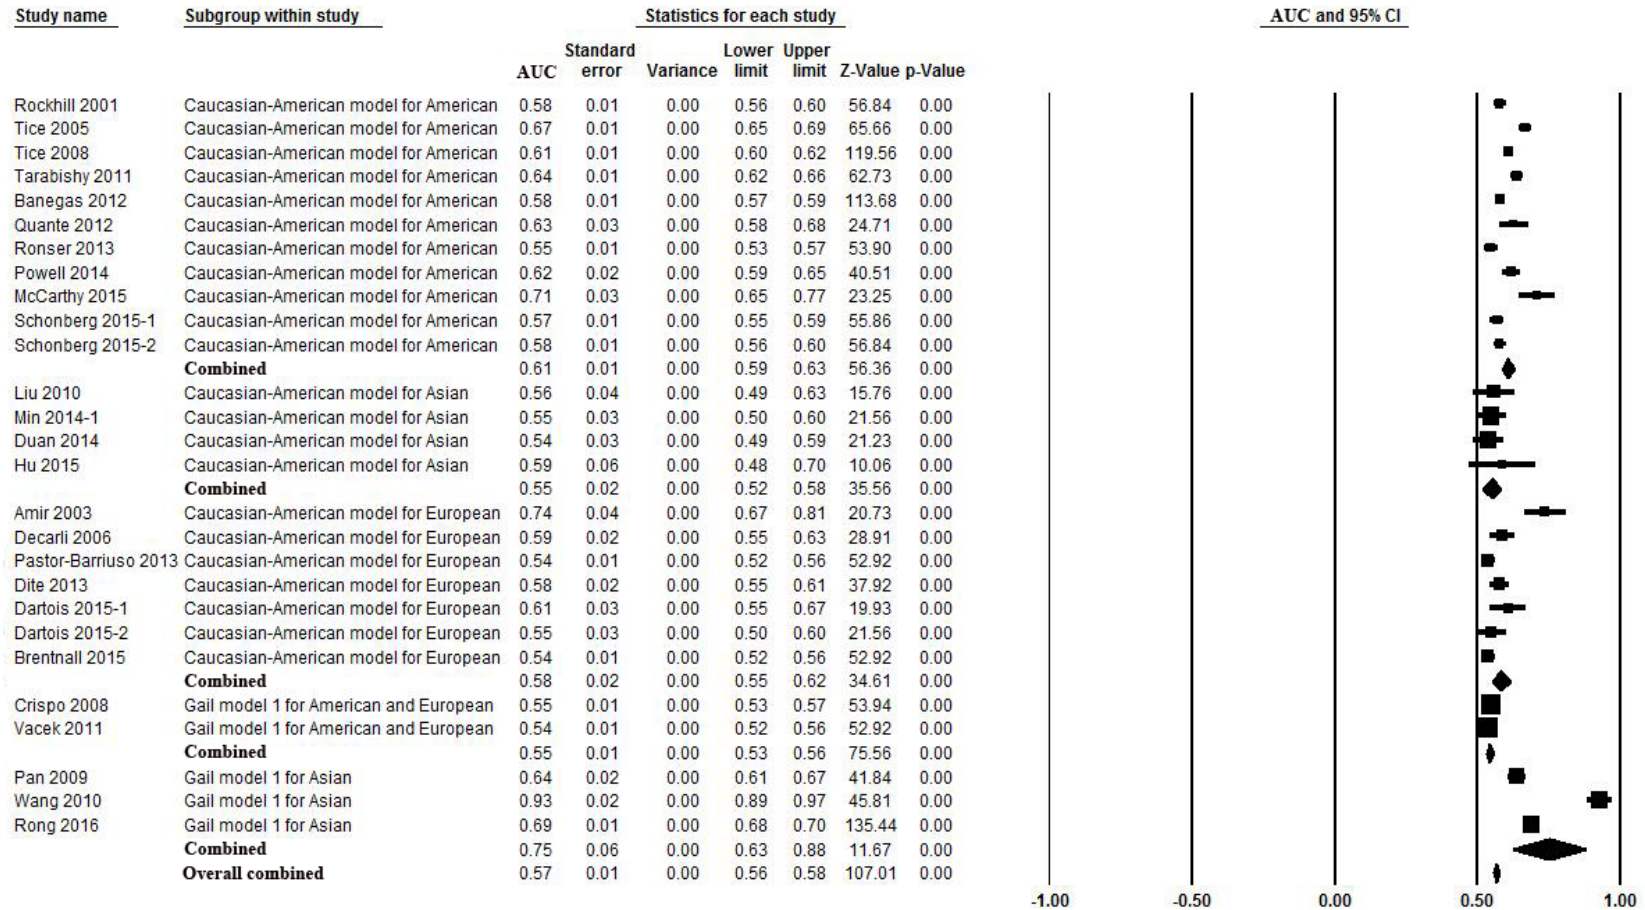 Study name Subgroup within study Statistics for each study AUC and 95% CI
Standard Lower Upper
AUC error Variance limit limit Z-Value p-Value
Rockhill 2001 Caucasian-American model for American 0.58 0.01 0.00 0.56 0.60 56.84 0.00
Tice 2005 Caucasian-American model for American 0.67 0.01 0.00 0.65 0.69 65.66 0.00
Tice 2008 Caucasian-American model for American 0.61 0.01 0.00 0.60 0.62 119.56 0.00
Tarabishy 2011 Caucasian-American model for American 0.64 0.01 0.00 0.62 0.66 62.73 0.00
Banegas 2012 Caucasian-American model for American 0.58 0.01 0.00 0.57 0.59 113.68 0.00
Quante 2012 Caucasian-American model for American 0.63 0.03 0.00 0.58 0.68 24.71 0.00
Ronser 2013 Caucasian-American model for American 0.55 0.01 0.00 0.53 0.57 53.90 0.00
Powell 2014 Caucasian-American model for American 0.62 0.02 0.00 0.59 0.65 40.51 0.00
McCarthy 2015 Caucasian-American model for American 0.71 0.03 0.00 0.65 0.77 23.25 0.00
Schonberg 2015-1 Caucasian-American model for American 0.57 0.01 0.00 0.55 0.59 55.86 0.00
Schonberg 2015-2 Caucasian-American model for American 0.58 0.01 0.00 0.56 0.60 56.84 0.00
Combined 0.61 0.01 0.00 0.59 0.63 56.36 0.00
Liu 2010 Caucasian-American model for Asian 0.56 0.04 0.00 0.49 0.63 15.76 0.00
Min 2014-1 Caucasian-American model for Asian 0.55 0.03 0.00 0.50 0.60 21.56 0.00
Duan 2014 Caucasian-American model for Asian 0.54 0.03 0.00 0.49 0.59 21.23 0.00
Hu 2015 Caucasian-American model for Asian 0.59 0.06 0.00 0.48 0.70 10.06 0.00
Combined 0.55 0.02 0.00 0.52 0.58 35.56 0.00
Amir 2003 Caucasian-American model for European 0.74 0.04 0.00 0.67 0.81 20.73 0.00
Decarli 2006 Caucasian-American model for European 0.59 0.02 0.00 0.55 0.63 28.91 0.00
Pastor-Barriuso 2013 Caucasian-American model for European 0.54 0.01 0.00 0.52 0.56 52.92 0.00
Dite 2013 Caucasian-American model for European 0.58 0.02 0.00 0.55 0.61 37.92 0.00
Dartois 2015-1 Caucasian-American model for European 0.61 0.03 0.00 0.55 0.67 19.93 0.00
Dartois 2015-2 Caucasian-American model for European 0.55 0.03 0.00 0.50 0.60 21.56 0.00
Brentnall 2015 Caucasian-American model for European 0.54 0.01 0.00 0.52 0.56 52.92 0.00
Combined 0.58 0.02 0.00 0.55 0.62 34.61 0.00
Crispo 2008 Gail model 1 for American and European 0.55 0.01 0.00 0.53 0.57 53.94 0.00
Vacek 2011 Gail model 1 for American and European 0.54 0.01 0.00 0.52 0.56 52.92 0.00
Combined 0.55 0.01 0.00 0.53 0.56 75.56 0.00
Pan 2009 Gail model 1 for Asian 0.64 0.02 0.00 0.61 0.67 41.84 0.00
Wang 2010 Gail model 1 for Asian 0.93 0.02 0.00 0.89 0.97 45.81 0.00
Rong 2016 Gail model 1 for Asian 0.69 0.01 0.00 0.68 0.70 135.44 0.00
Combined 0.75 0.06 0.00 0.63 0.88 11.67 0.00
Overall combined 0.57 0.01 0.00 0.56 0.58 107.01 0.00
-1.00 -0.50 0.00 0.50 1.00